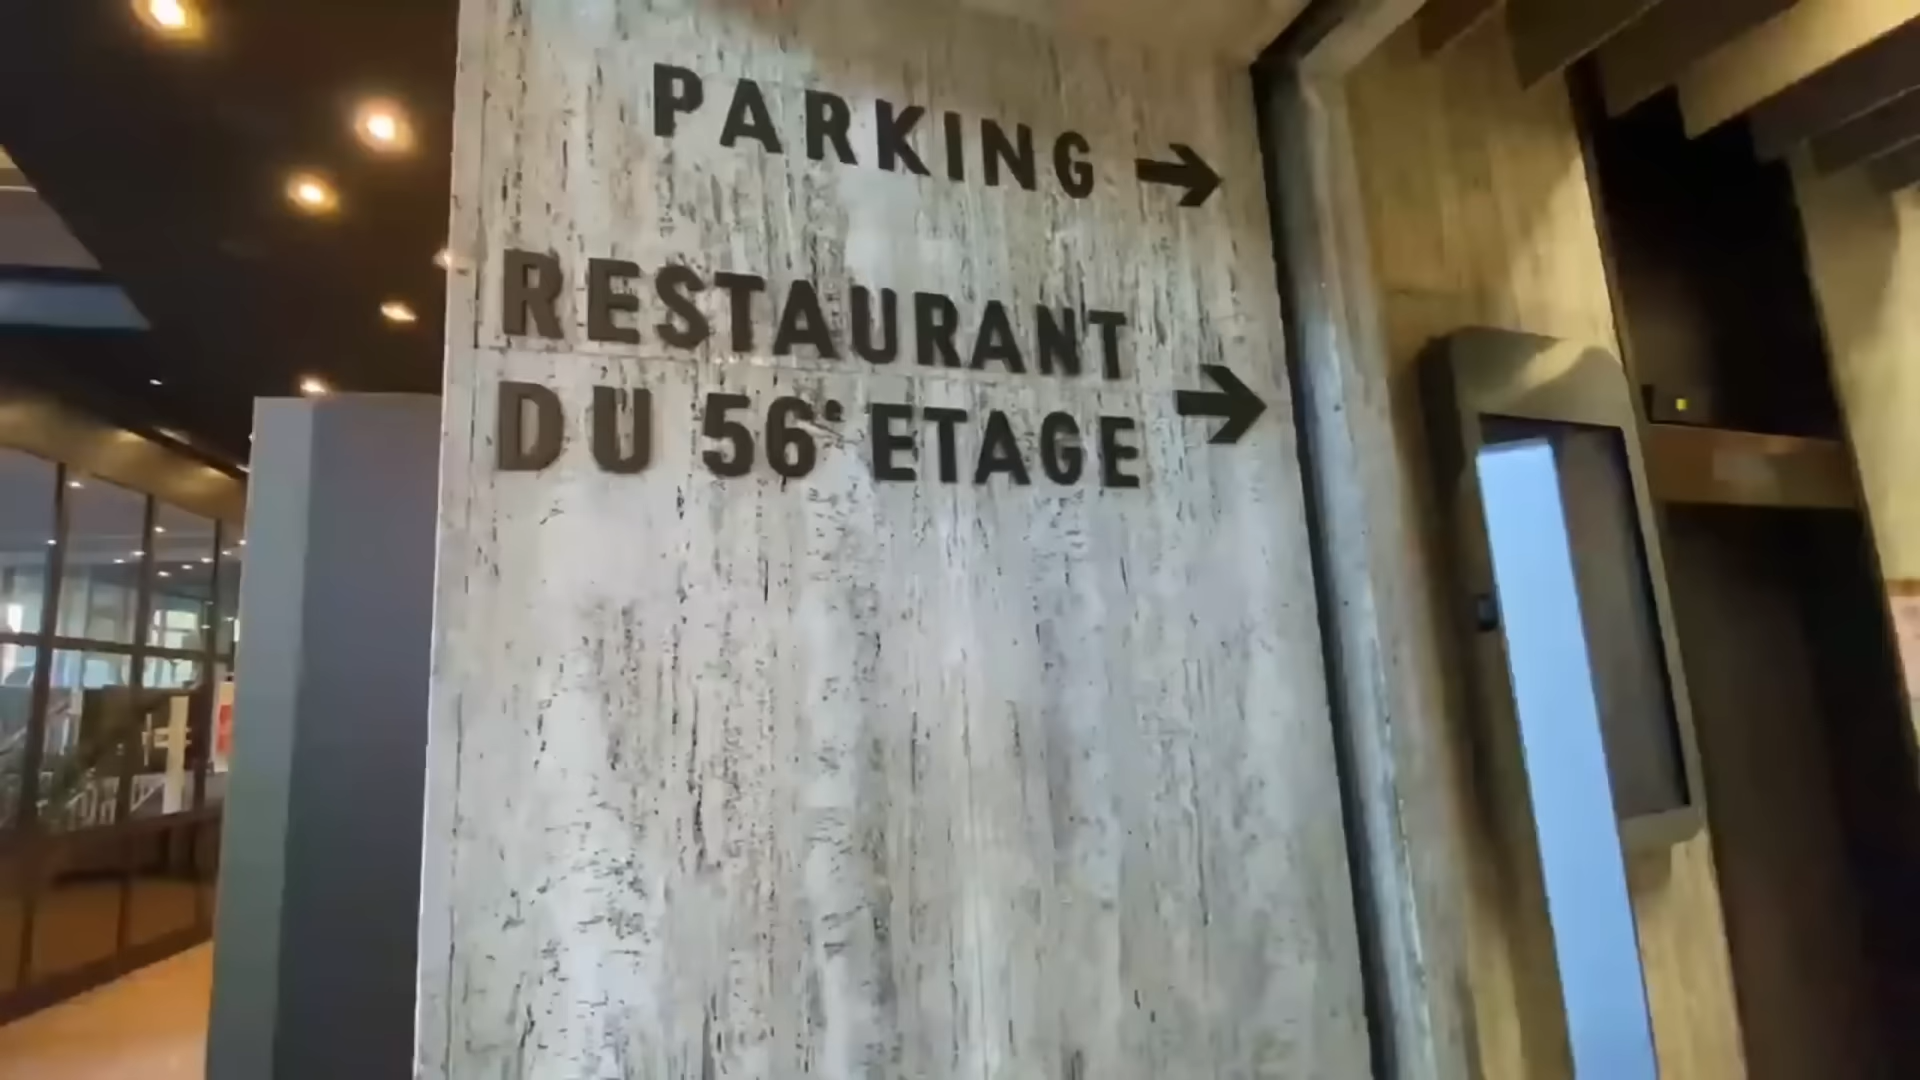 PARKING →
RESTAURANT
DU 56e ETAGE →